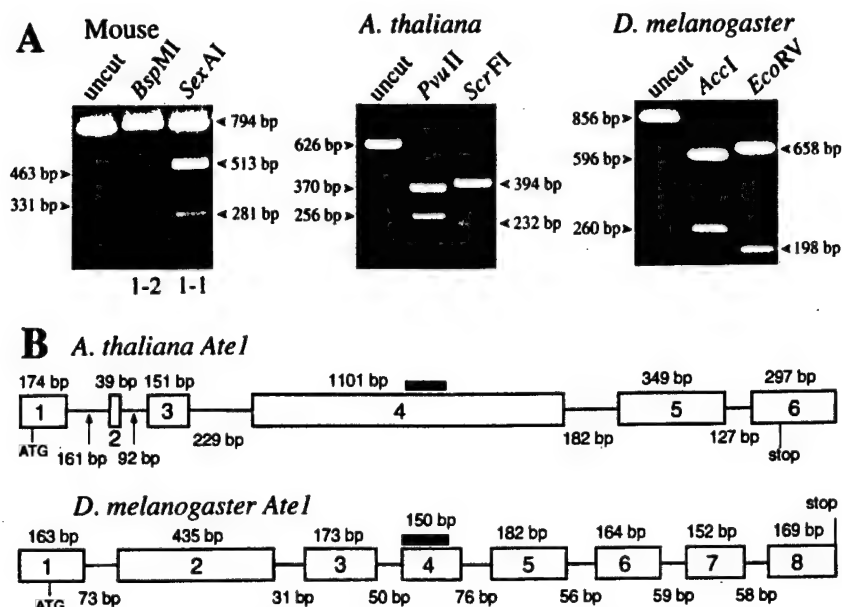 A
Mouse
uncut
BspMI
SexAI
794 bp
513 bp
463 bp
331 bp
281 bp
1-2 1-1
A. thaliana
uncut
PvuII
ScrFI
626 bp
370 bp
394 bp
256 bp
232 bp
D. melanogaster
uncut
AccI
EcoRV
856 bp
658 bp
596 bp
260 bp
198 bp
B A. thaliana Ate1
174 bp 39 bp 151 bp 1101 bp 349 bp 297 bp
1 2 3 4 5 6
ATG 161 bp 92 bp 229 bp 182 bp 127 bp stop
D. melanogaster Ate1
stop
163 bp 435 bp 173 bp 150 bp 182 bp 164 bp 152 bp 169 bp
1 2 3 4 5 6 7 8
ATG 73 bp 31 bp 50 bp 76 bp 56 bp 59 bp 58 bp